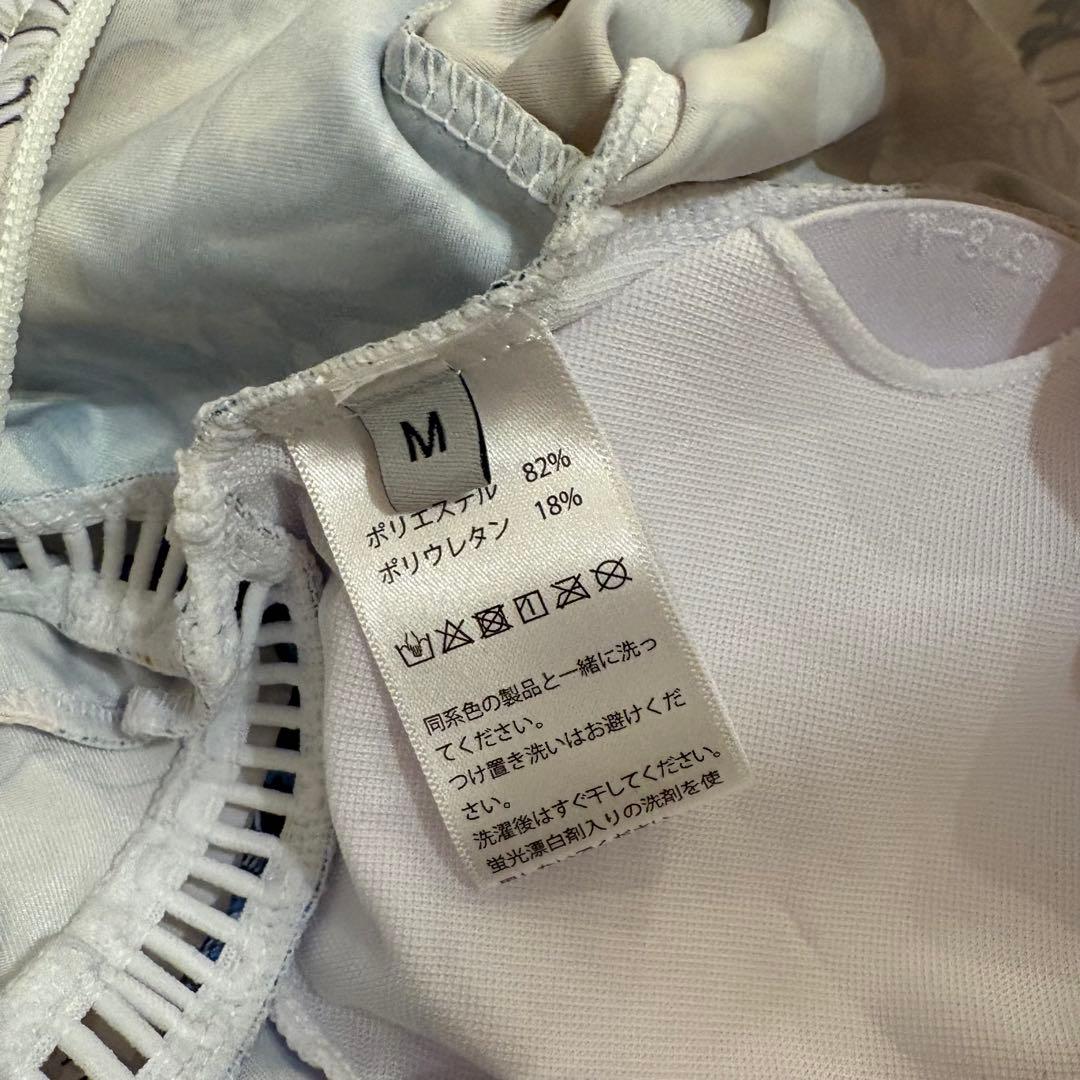 M
ポリエステル 82%
ポリウレタン 18%
同系色の製品と一緒に洗っ
てください。
つけ置き洗いはお避けくだ
さい。
洗濯後はすぐ干してください。
蛍光漂白剤入りの洗剤を使